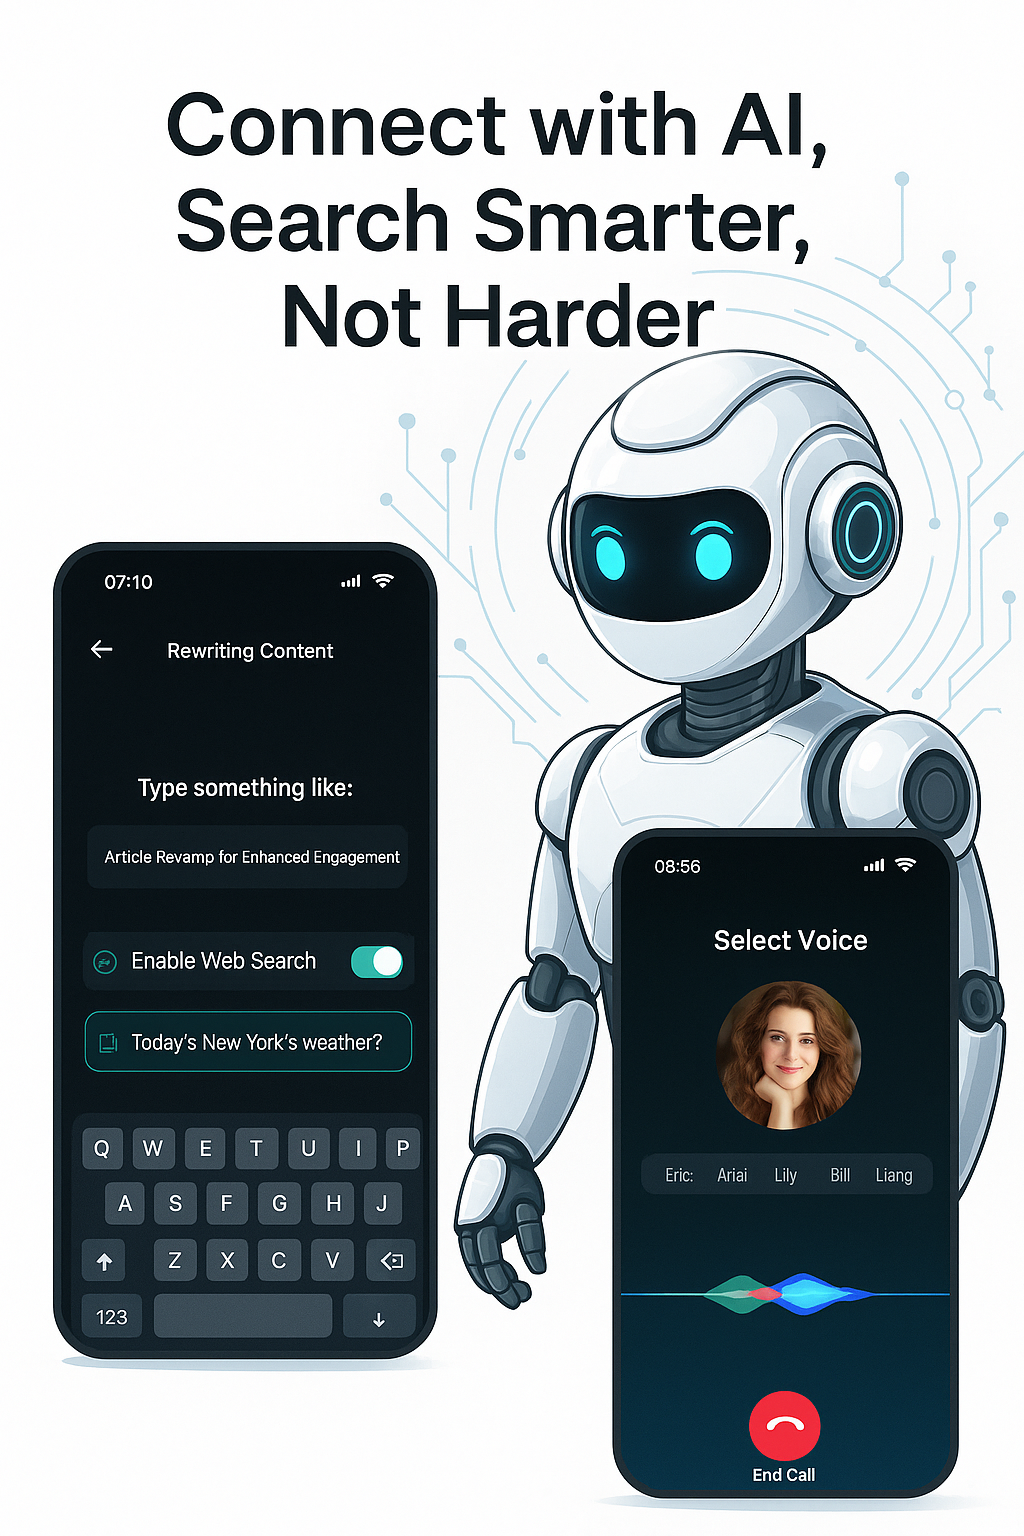 Connect with AI,
Search Smarter,
Not Harder
07:10
Rewriting Content
Type something like:
Article Revamp for Enhanced Engagement
Enable Web Search
Today's New York's weather?
Q W E T U I P
A S F G H J
Z X C V
123
08:56
Select Voice
Eric: Ariai Lily Bill Liang
End Call